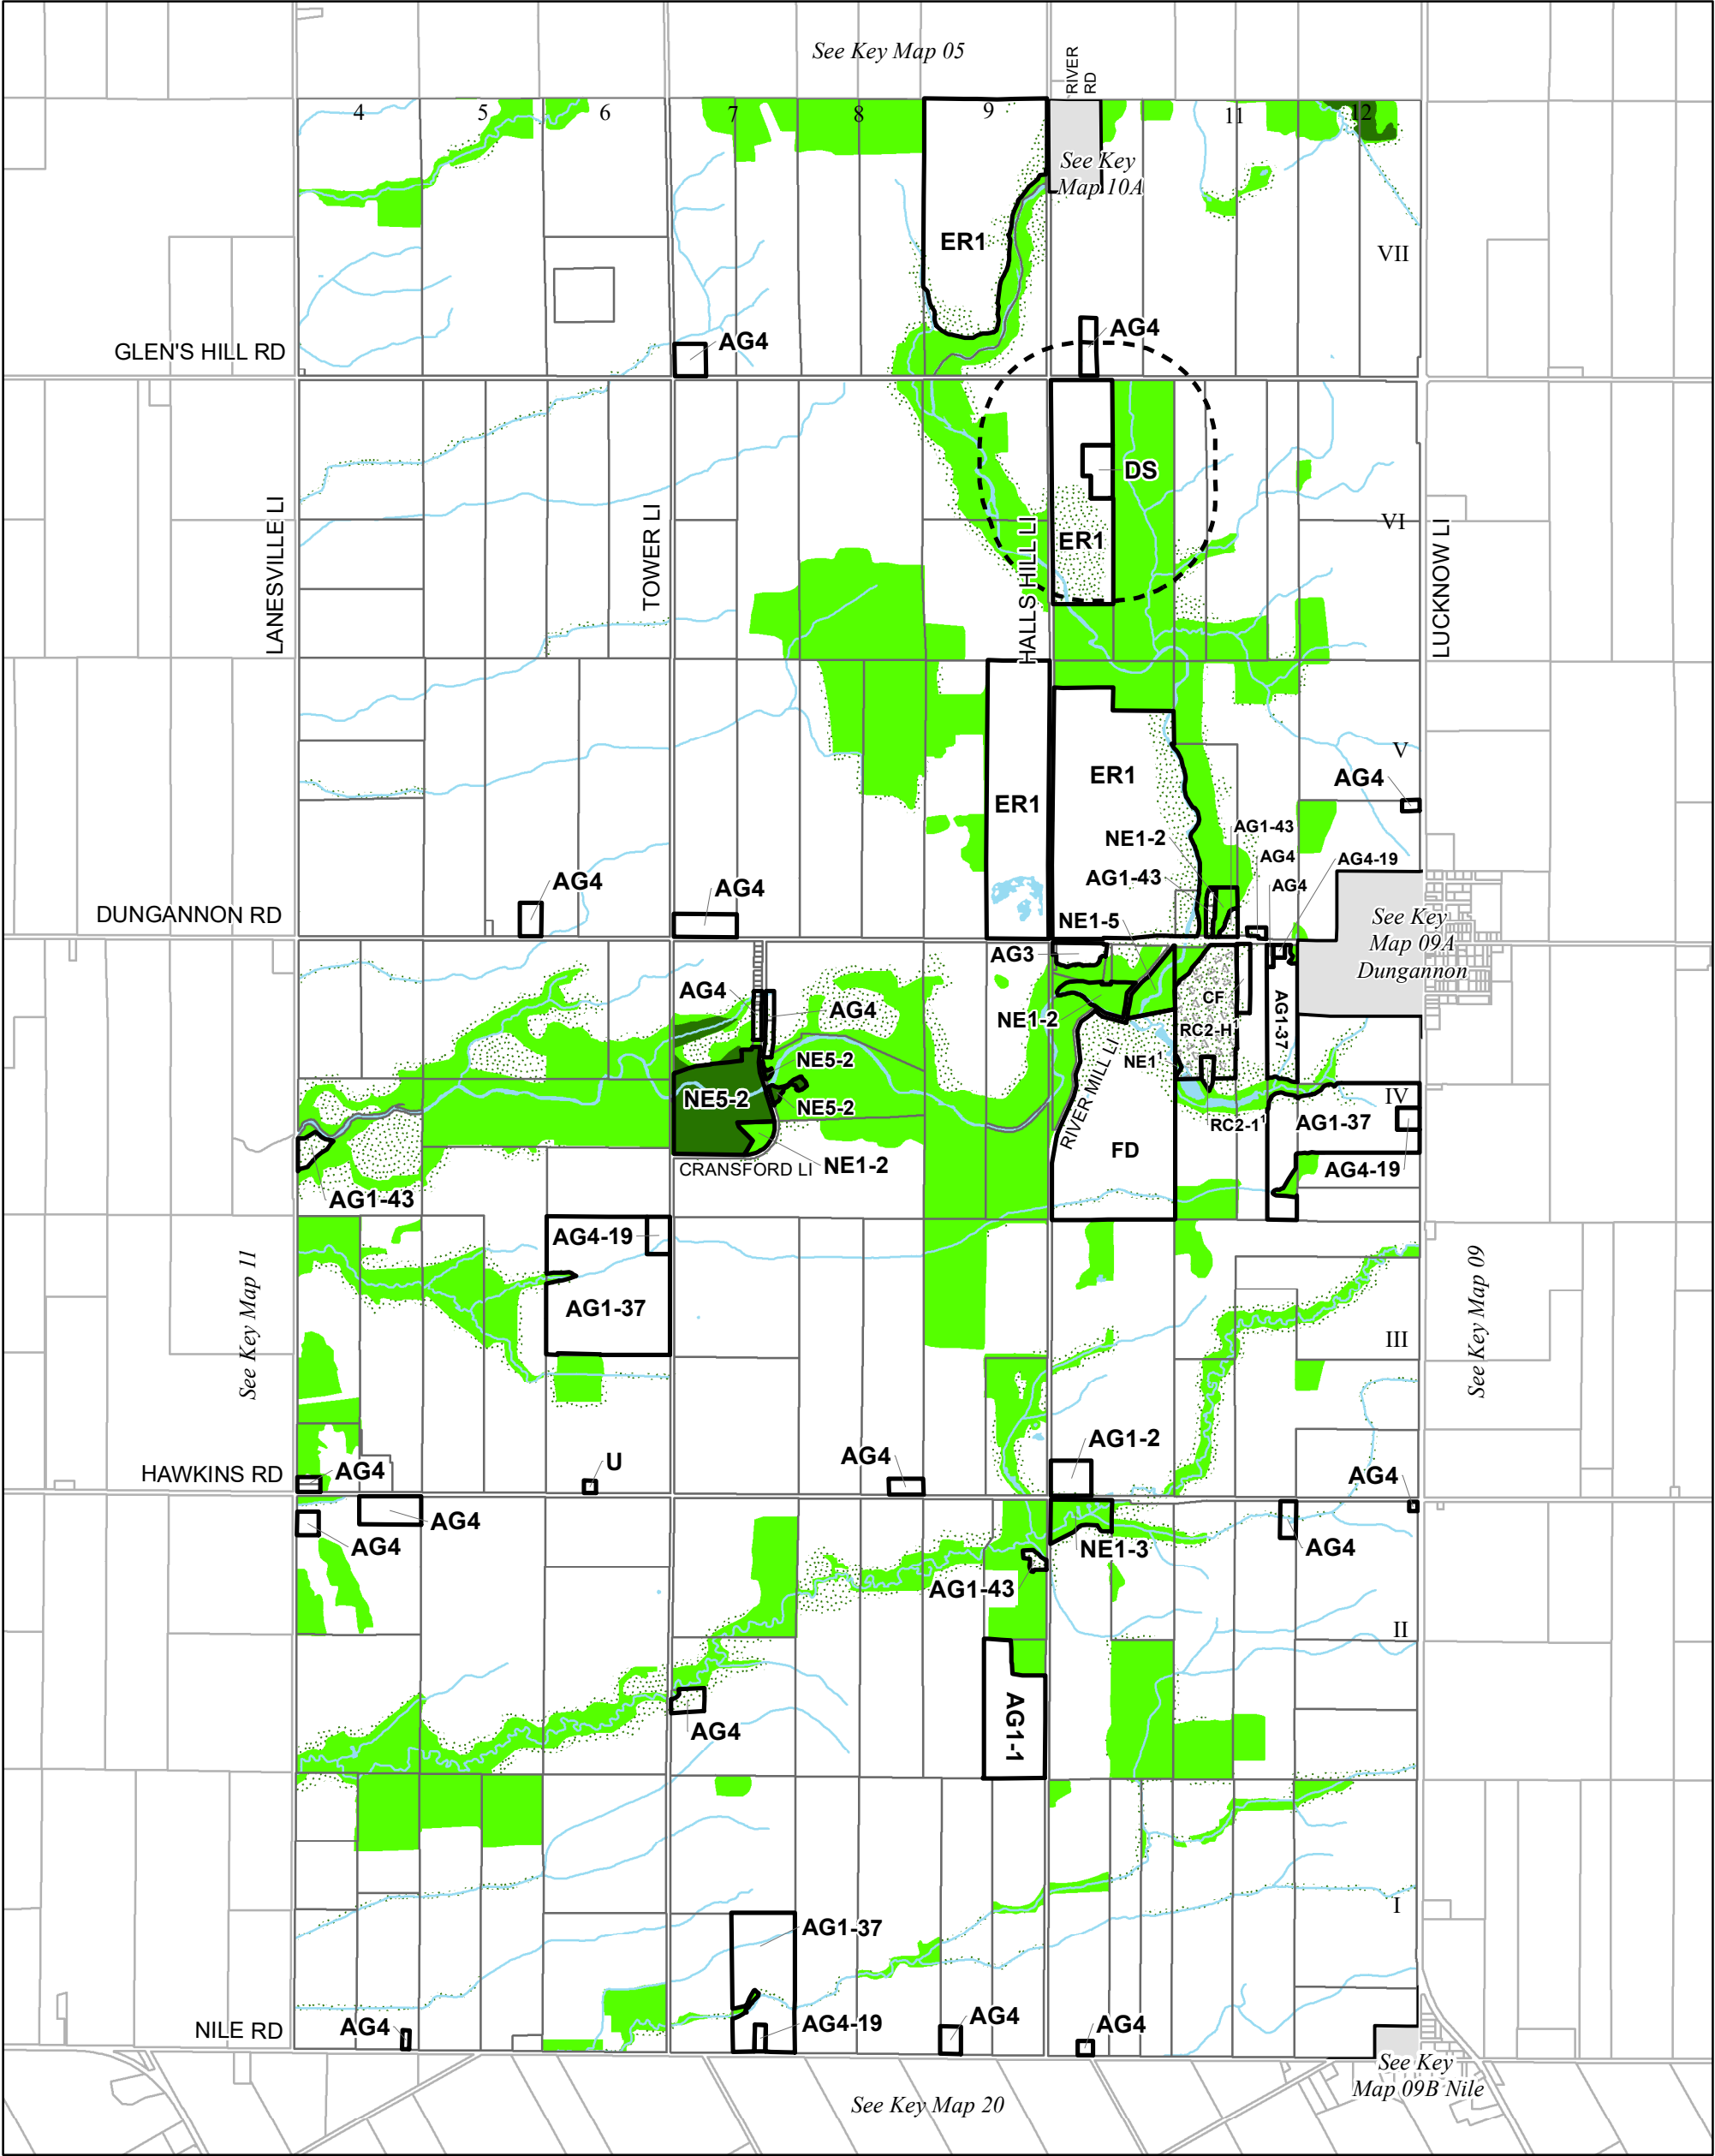 See Key Map 05
RIVER
RD
4
5
6
7
8
9
11
12
See Key
Map 10A
ER1
VII
AG4
AG4
GLEN'S HILL RD
DS
VI
ER1
LANESVILLE LI
TOWER LI
HALLS HILL LI
LUCKNOW LI
V
ER1
AG4
ER1
AG1-43
NE1-2
AG4
AG4-19
AG1-43
AG4
AG4
AG4
NE1-5
DUNGANNON RD
See Key
Map 09A
Dungannon
AG3
AG4
CF
AG4
NE1-2
AG1-37
RC2-H
NE5-2
NE1¹
NE5-2
NE5-2
RIVER MILL LI
IV
RC2-1¹
AG1-37
FD
CRANSFORD LI
NE1-2
AG4-19
AG1-43
AG4-19
See Key Map 11
See Key Map 09
AG1-37
III
AG1-2
AG4
U
HAWKINS RD
AG4
AG4
AG4
AG4
AG4
NE1-3
AG1-43
II
AG1-1
AG4
I
AG1-37
NILE RD
AG4
AG4-19
AG4
AG4
See Key
Map 09B Nile
See Key Map 20